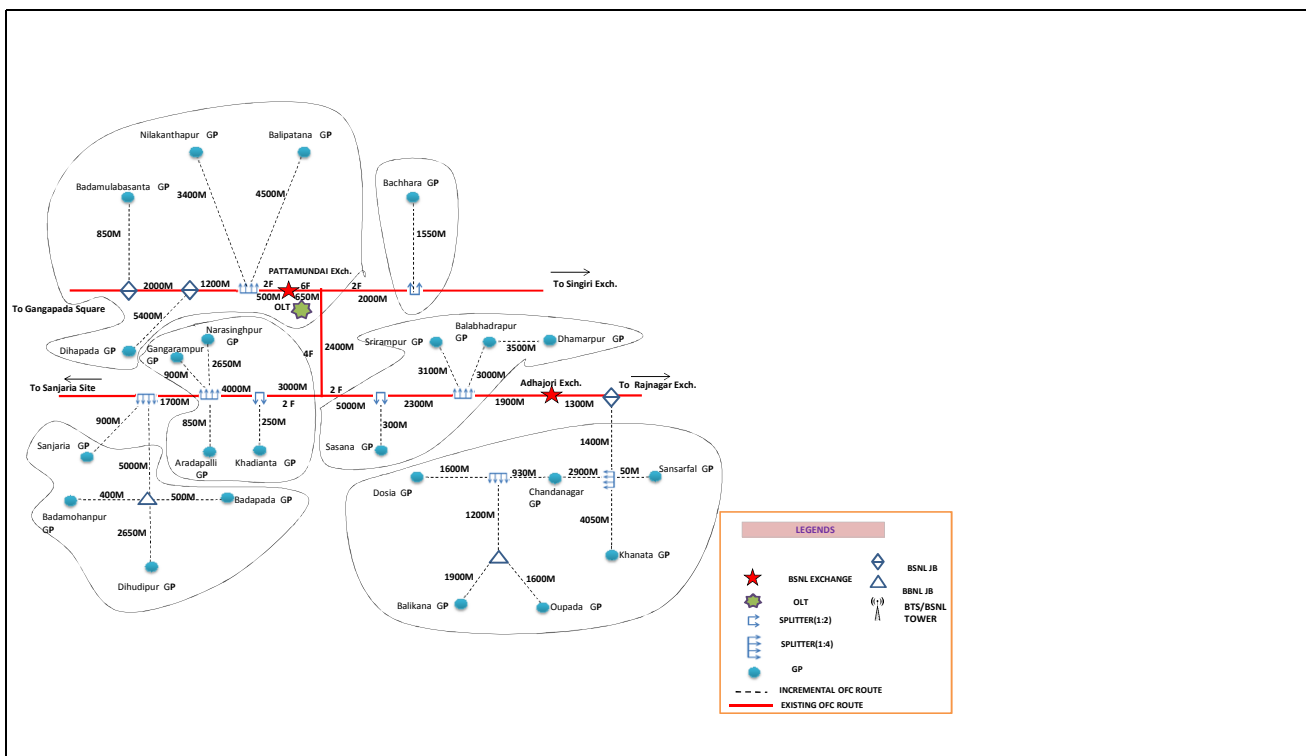 Nilakanthapur GP
Balipatana GP
Badamulabasanta GP
3400M
4500M
Bachhara GP
850M
1550M
PATTAMUNDAI EXch.
2000M
1200M
2F
6F
2F
500M
650M
2000M
To Singiri Exch.
To Gangapada Square
OLT
5400M
Dihapada GP
Narasinghpur
GP
Gangarampur
GP
2650M
900M
4F
2400M
Srirampur GP
Balabhadrapur
GP
Dhamarpur GP
3500M
3100M
3000M
To Sanjaria Site
1700M
4000M
3000M
2 F
2 F
5000M
2300M
1900M
Adhajori Exch.
1300M
To Rajnagar Exch.
900M
850M
250M
300M
1400M
Sanjaria GP
5000M
Aradapalli
GP
Khadianta GP
Sasana GP
400M
500M
Badapada GP
Badamohanpur
GP
2650M
Dihudipur GP
Dosia GP
1600M
930M
Chandanagar
GP
2900M
50M
Sansarfal GP
1200M
4050M
Khanata GP
1900M
1600M
Balikana GP
Oupada GP
LEGENDS
BSNL EXCHANGE
BSNL JB
OLT
BBNL JB
SPLITTER(1:2)
BTS/BSNL
TOWER
SPLITTER(1:4)
GP
INCREMENTAL OFC ROUTE
EXISTING OFC ROUTE